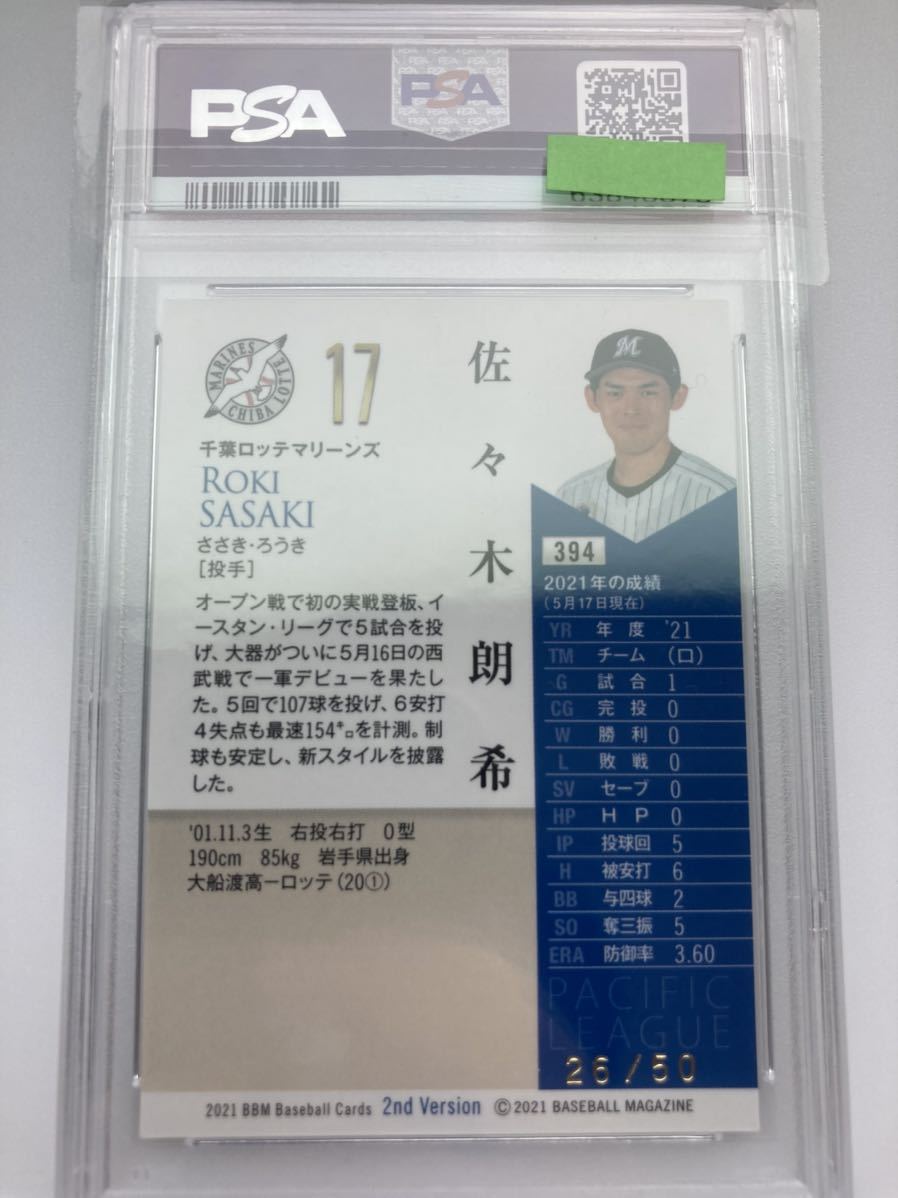 PSA
PSA
MARINES
CHIBA LOTTE
17
千葉ロッテマリーンズ
ROKI
SASAKI
ささき・ろうき
[投手]
佐々木朗希
オープン戦で初の実戦登板、イ
ースタン・リーグで5試合を投
げ、大器がついに5月16日の西
武戦で一軍デビューを果たし
た。5回で107球を投げ、6安打
4失点も最速154㌔を計測。制
球も安定し、新スタイルを披露
した。
'01.11.3生 右投右打 O型
190cm 85kg 岩手県出身
大船渡高ーロッテ(20①)
M
394
2021年の成績
(5月17日現在)
YR 年度 '21
TM チーム (ロ)
G 試合 1
CG 完投 0
W 勝利 0
L 敗戦 0
SV セーブ 0
HP HP 0
IP 投球回 5
H 被安打 6
BB 与四球 2
SO 奪三振 5
ERA 防御率 3.60
PACIFIC
LEAGUE
26/50
2021 BBM Baseball Cards 2nd Version ©2021 BASEBALL MAGAZINE